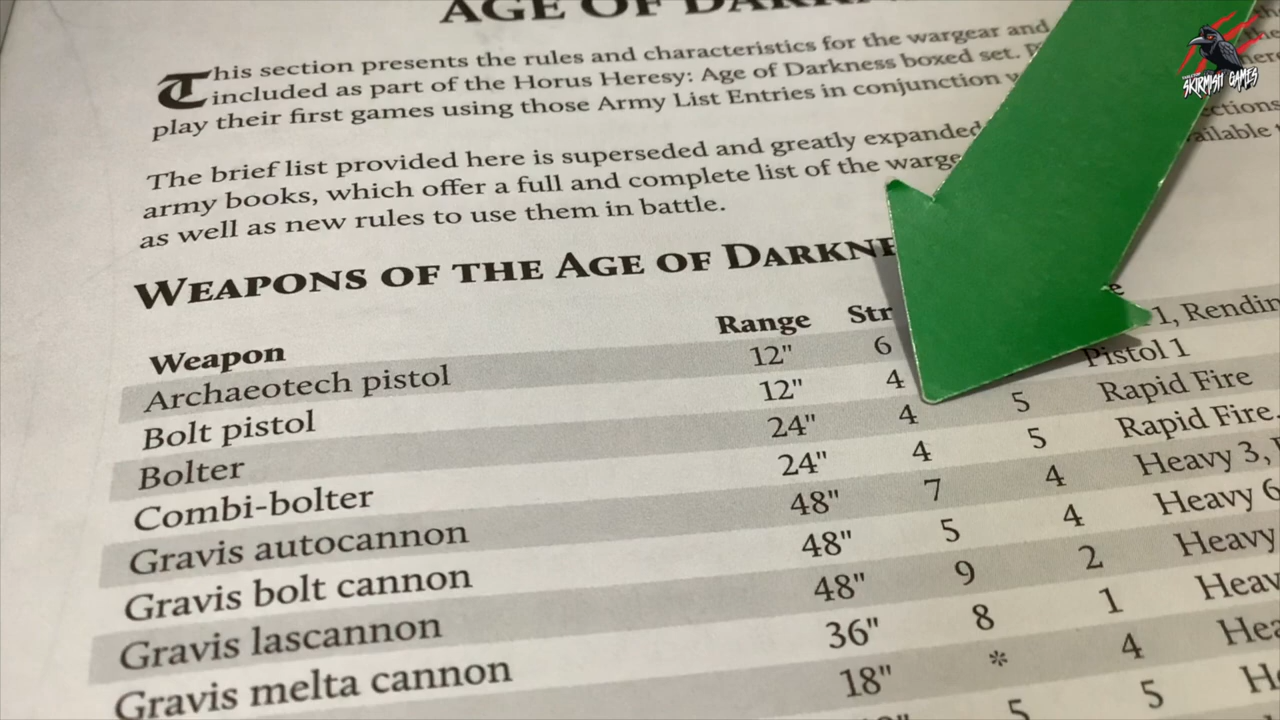 AGE OF DARKN
This section presents the rules and characteristics for the wargear and
included as part of the Horus Heresy: Age of Darkness boxed set.
play their first games using those Army List Entries in conjunction
ections
ailable
The brief list provided here is superseded and greatly expanded
army books, which offer a full and complete list of the warge
as well as new rules to use them in battle.
WEAPONS OF THE AGE OF DARKNE
Weapon Range Str e
Archaeotech pistol 12" 6 1, Rendin
Bolt pistol 12" 4 Pistol 1
Bolter 24" 4 5 Rapid Fire
Combi-bolter 24" 4 5 Rapid Fire
Gravis autocannon 48" 7 4 Heavy 3,
Gravis bolt cannon 48" 5 4 Heavy 6
Gravis lascannon 48" 9 2 Heavy
Gravis melta cannon 36" 8 1 Heav
18" * 4 Hea
" 5 5 H
SKIRMISH GAMES